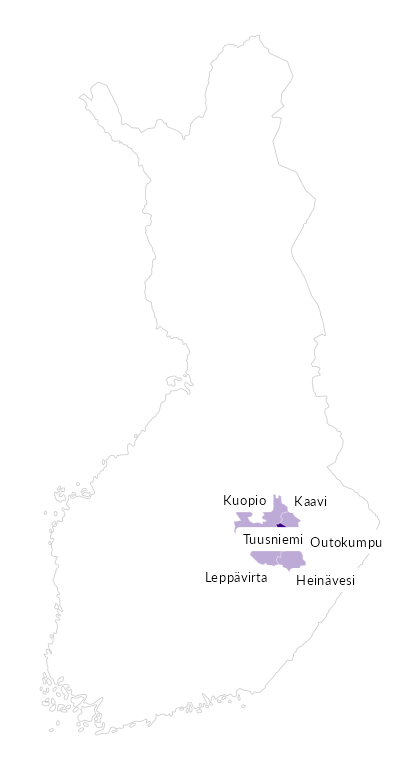 Kuopio
Kaavi
Tuusniemi
Outokumpu
Leppävirta
Heinävesi